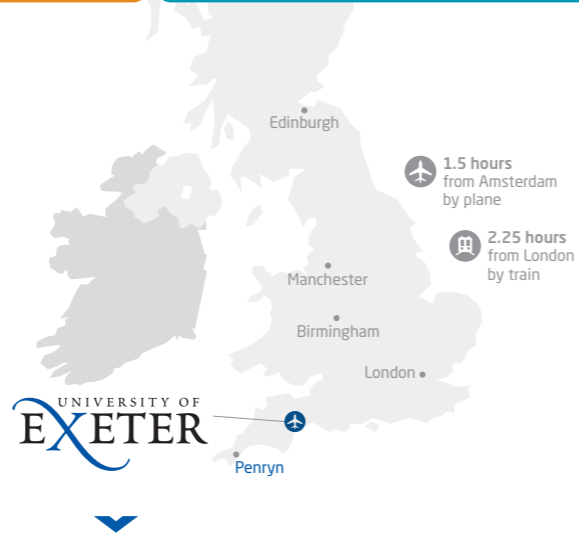 Edinburgh
1.5 hours
from Amsterdam
by plane
2.25 hours
from London
by train
Manchester
Birmingham
London
UNIVERSITY OF
EXETER
Penryn